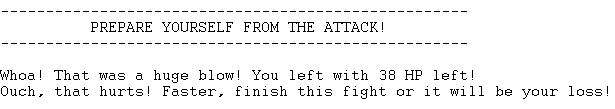 ----------------------------------------------------
PREPARE YOURSELF FROM THE ATTACK!
----------------------------------------------------
Whoa! That was a huge blow! You left with 38 HP left!
Ouch, that hurts! Faster, finish this fight or it will be your loss!